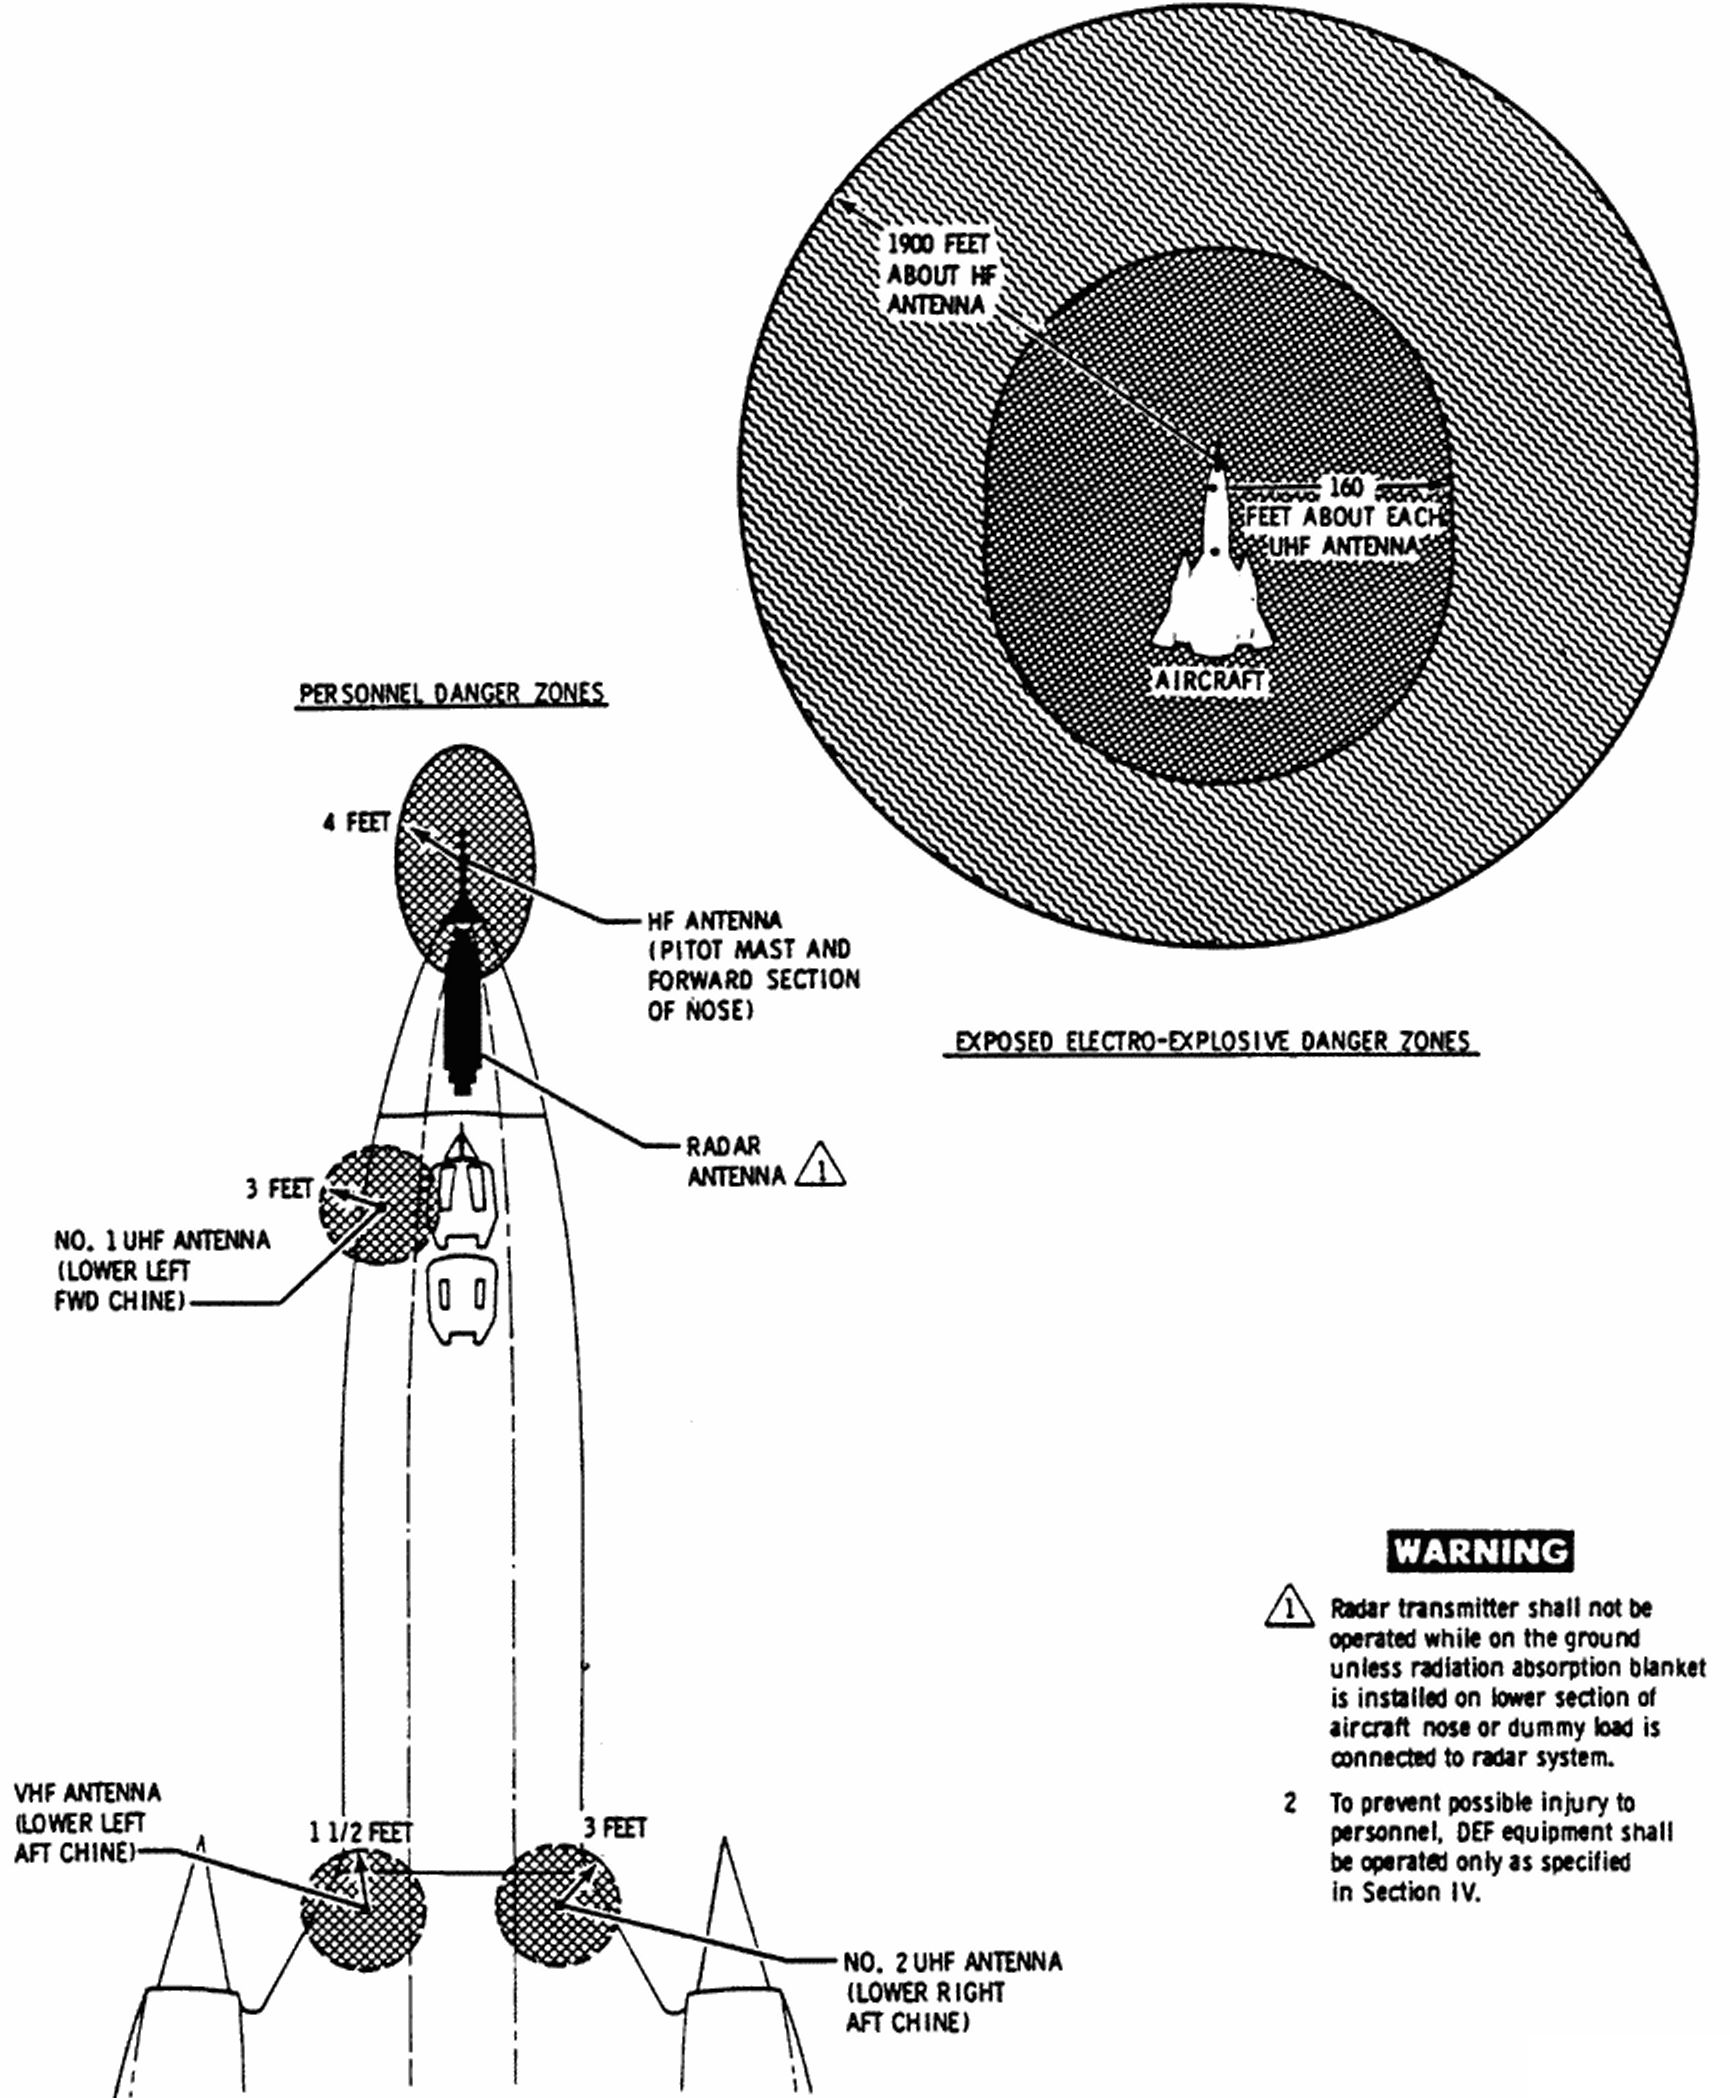 1900 FEET
ABOUT HF
ANTENNA
160
FEET ABOUT EACH
UHF ANTENNA
AIRCRAFT
EXPOSED ELECTRO-EXPLOSIVE DANGER ZONES
PERSONNEL DANGER ZONES
4 FEET
HF ANTENNA
(PITOT MAST AND
FORWARD SECTION
OF NOSE)
RADAR
ANTENNA 1
3 FEET
NO. 1 UHF ANTENNA
(LOWER LEFT
FWD CHINE)
VHF ANTENNA
(LOWER LEFT
AFT CHINE)
1 1/2 FEET
3 FEET
NO. 2 UHF ANTENNA
(LOWER RIGHT
AFT CHINE)
WARNING
1 Radar transmitter shall not be
operated while on the ground
unless radiation absorption blanket
is installed on lower section of
aircraft nose or dummy load is
connected to radar system.
2 To prevent possible injury to
personnel, DEF equipment shall
be operated only as specified
in Section IV.